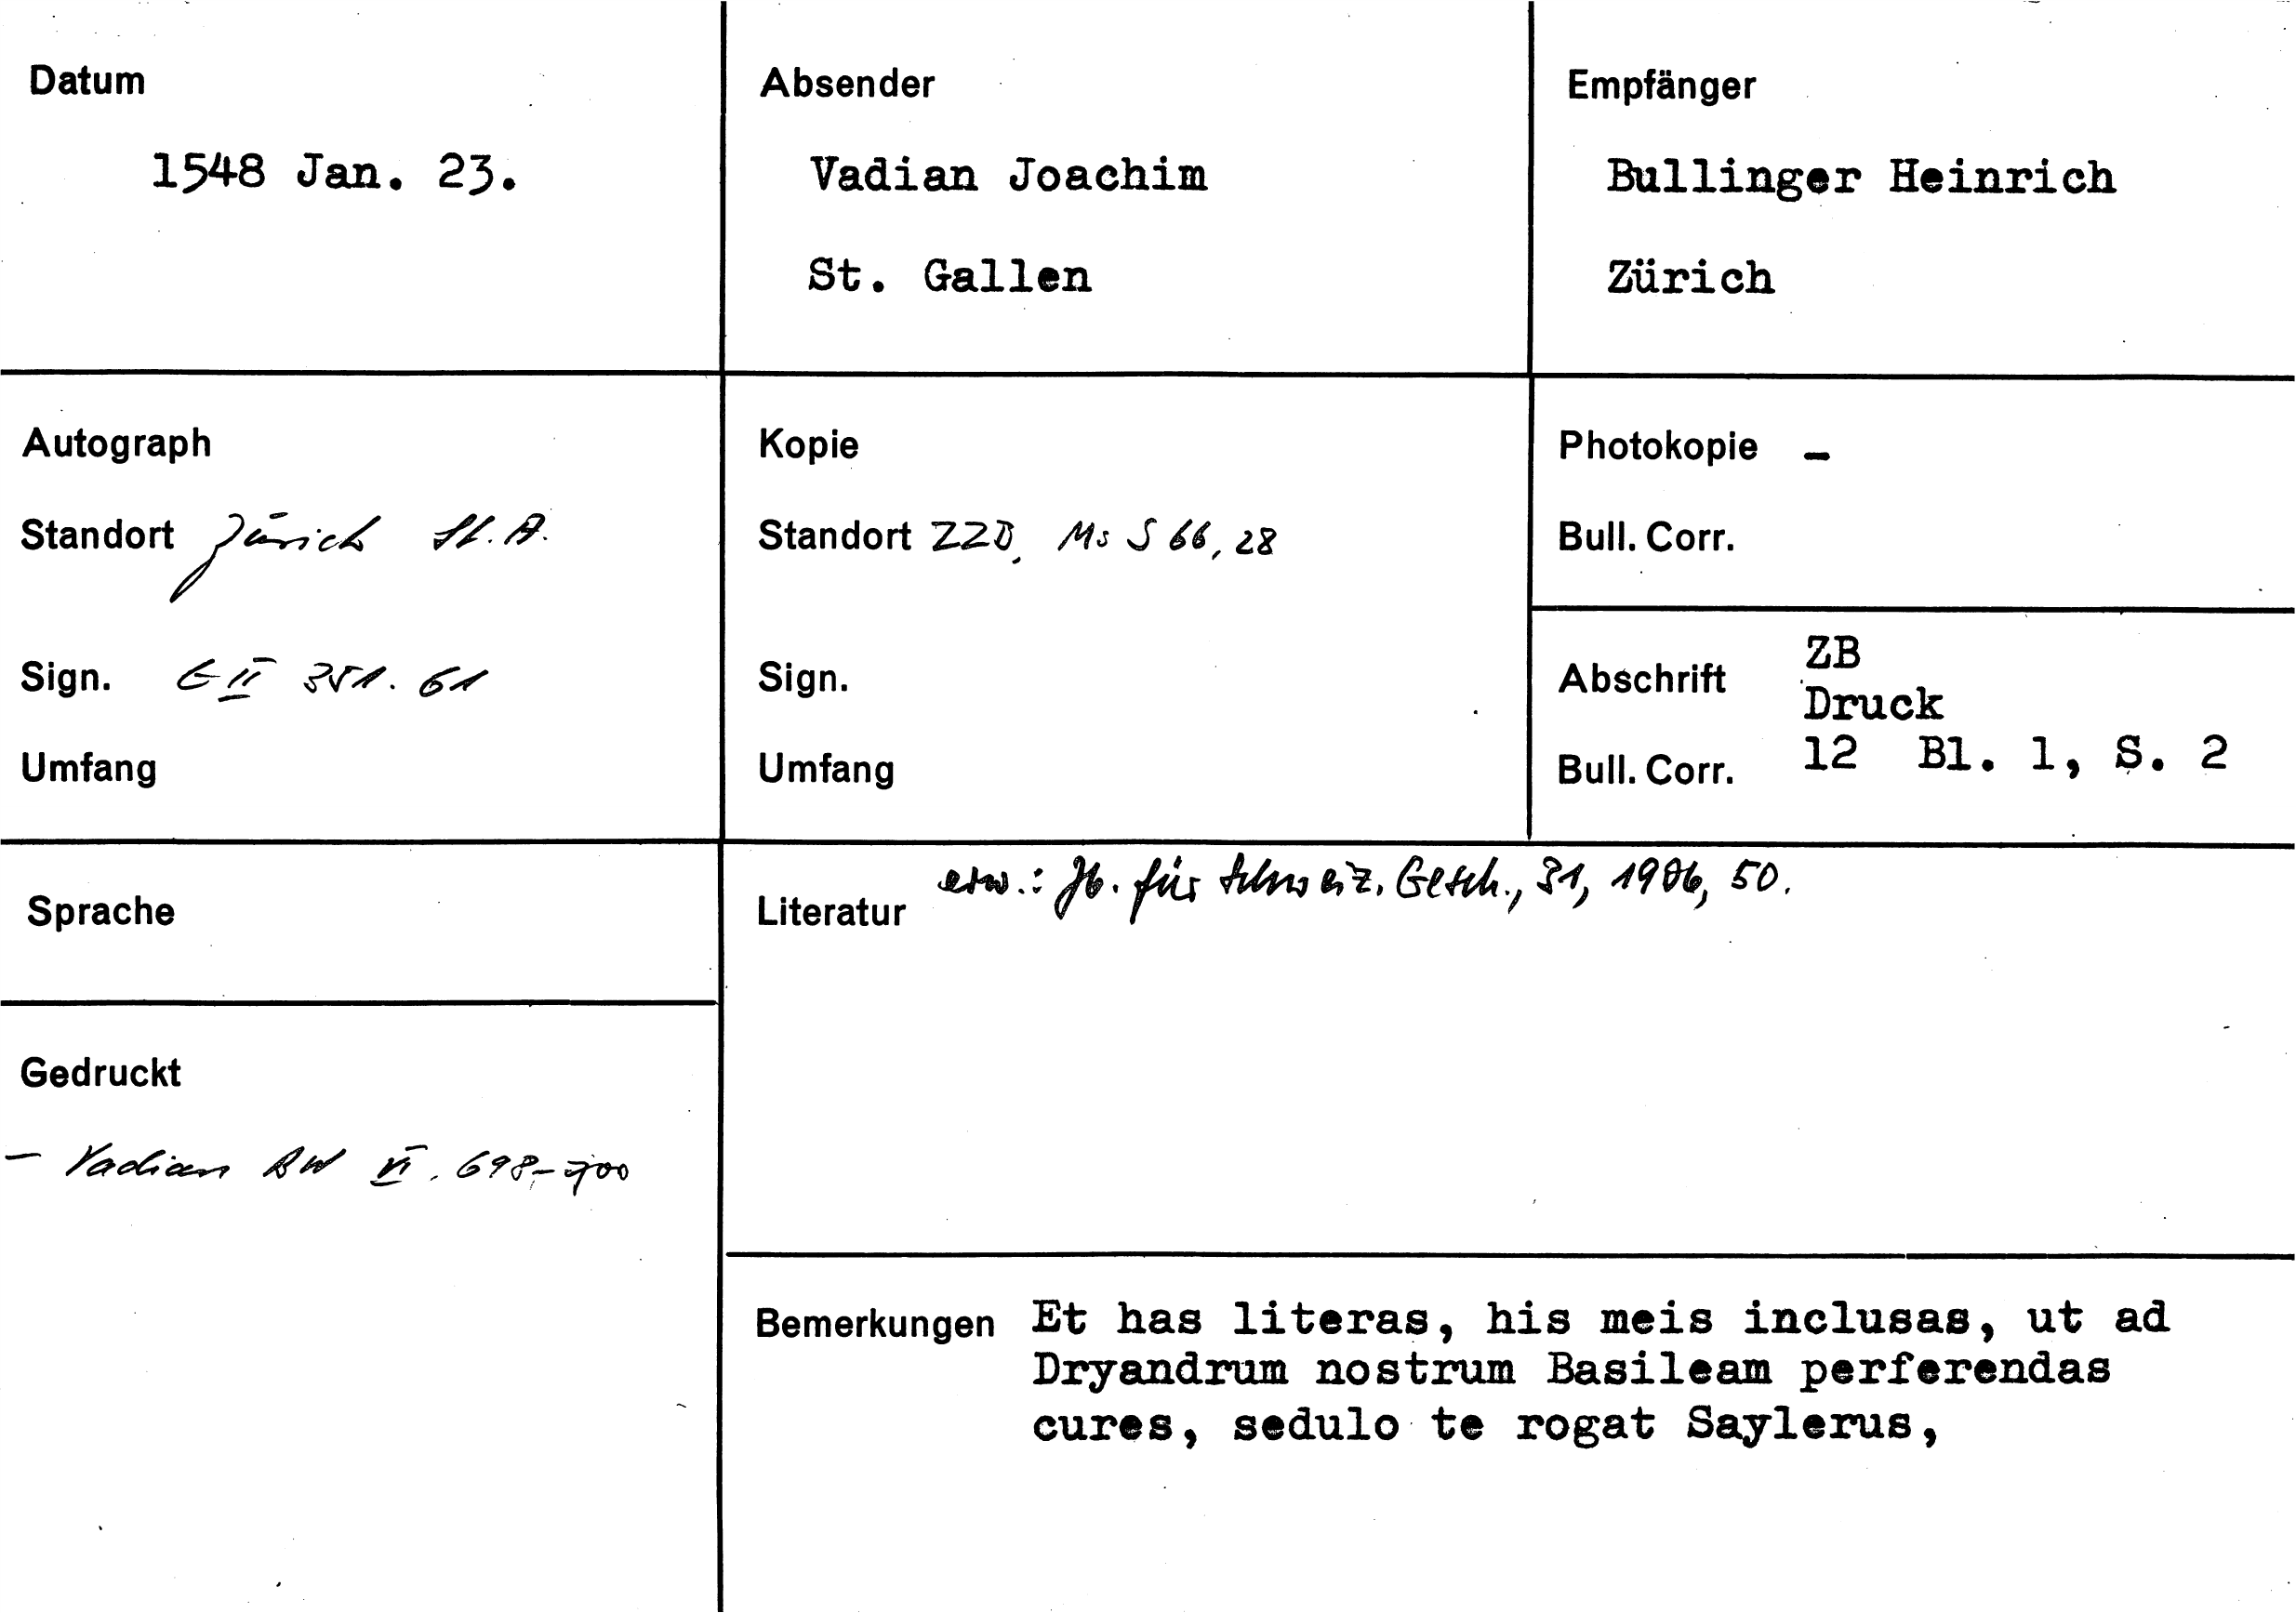 Datum
1548 Jan. 23.
Absender
Vadian Joachim
St. Gallen
Empfänger
Bullinger Heinrich
Zürich
Autograph
Standort Zürich St. A.
Sign. E II 351. 61
Umfang
Kopie
Standort ZZB, Ms S 66, 28
Sign.
Umfang
Photokopie -
Bull. Corr.
Abschrift ZB
Druck
Bull. Corr. 12 Bl. 1, S. 2
Sprache
Gedruckt
- Vadian BW VI. 698-700
Literatur erw.: Jb. für Schweiz. Gesch., 31, 1906, 50.
Bemerkungen Et has literas, his meis inclusas, ut ad
Dryandrum nostrum Basileam perferendas
cures, sedulo te rogat Saylerus,